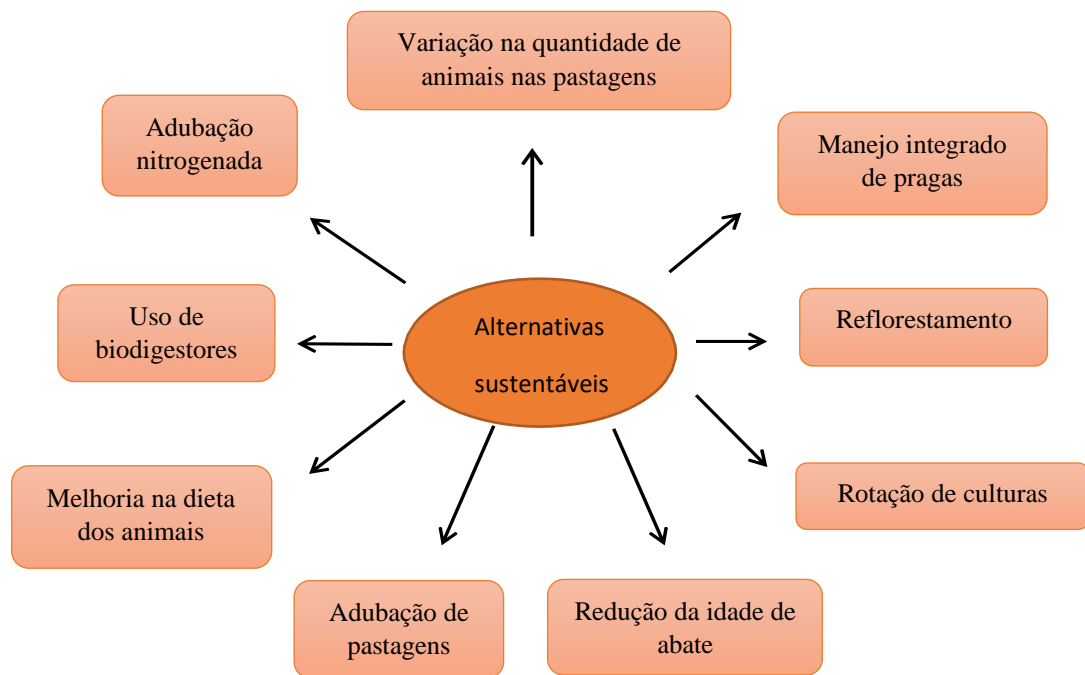 Variação na quantidade de
animais nas pastagens
Adubação
nitrogenada
Manejo integrado
de pragas
Uso de
biodigestores
Alternativas
sustentáveis
Reflorestamento
Melhoria na dieta
dos animais
Rotação de culturas
Adubação de
pastagens
Redução da idade de
abate